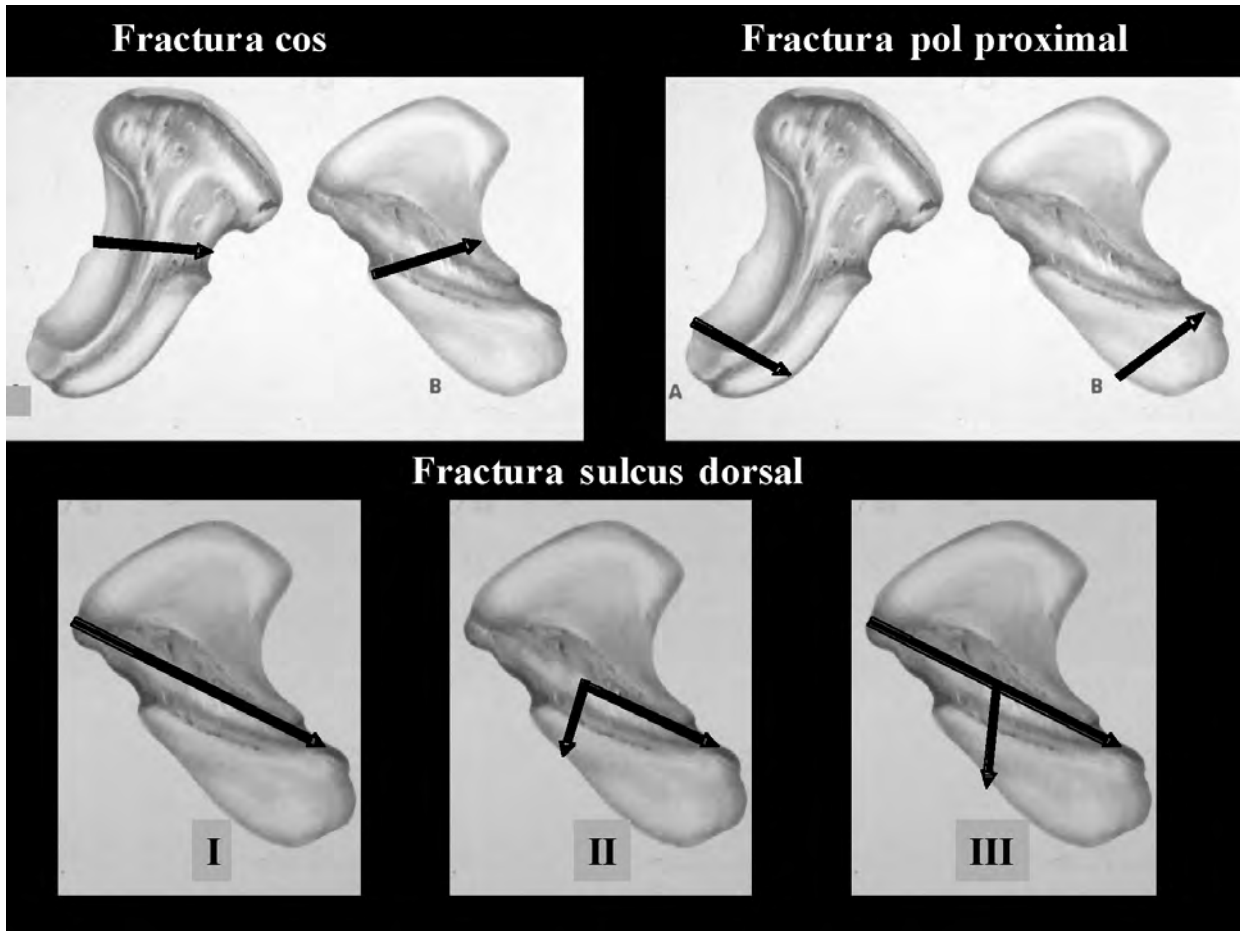 Fractura cos
Fractura pol proximal
B
A
B
Fractura sulcus dorsal
I
II
III